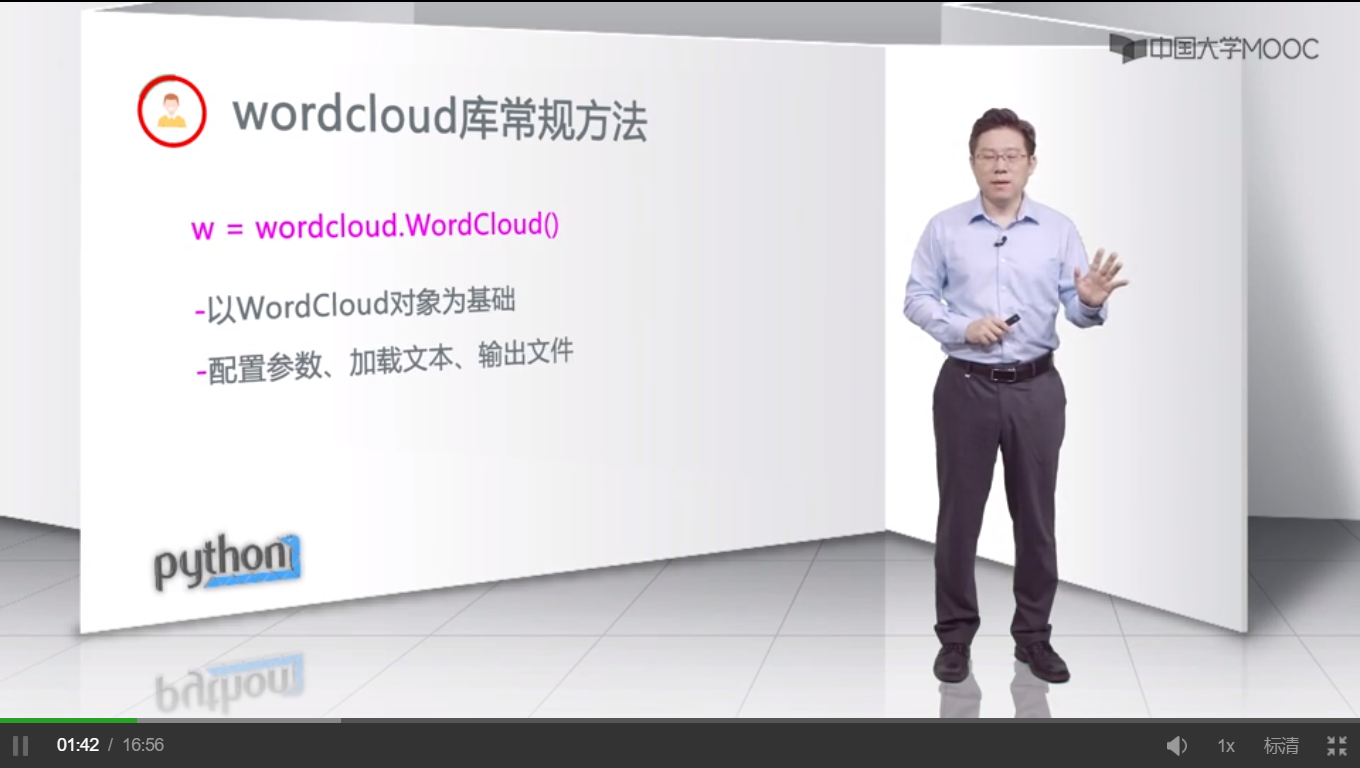 中国大学MOOC
wordcloud库常规方法
w = wordcloud.WordCloud()
-以WordCloud对象为基础
-配置参数、加载文本、输出文件
python
01:42 / 16:56
1x
标清